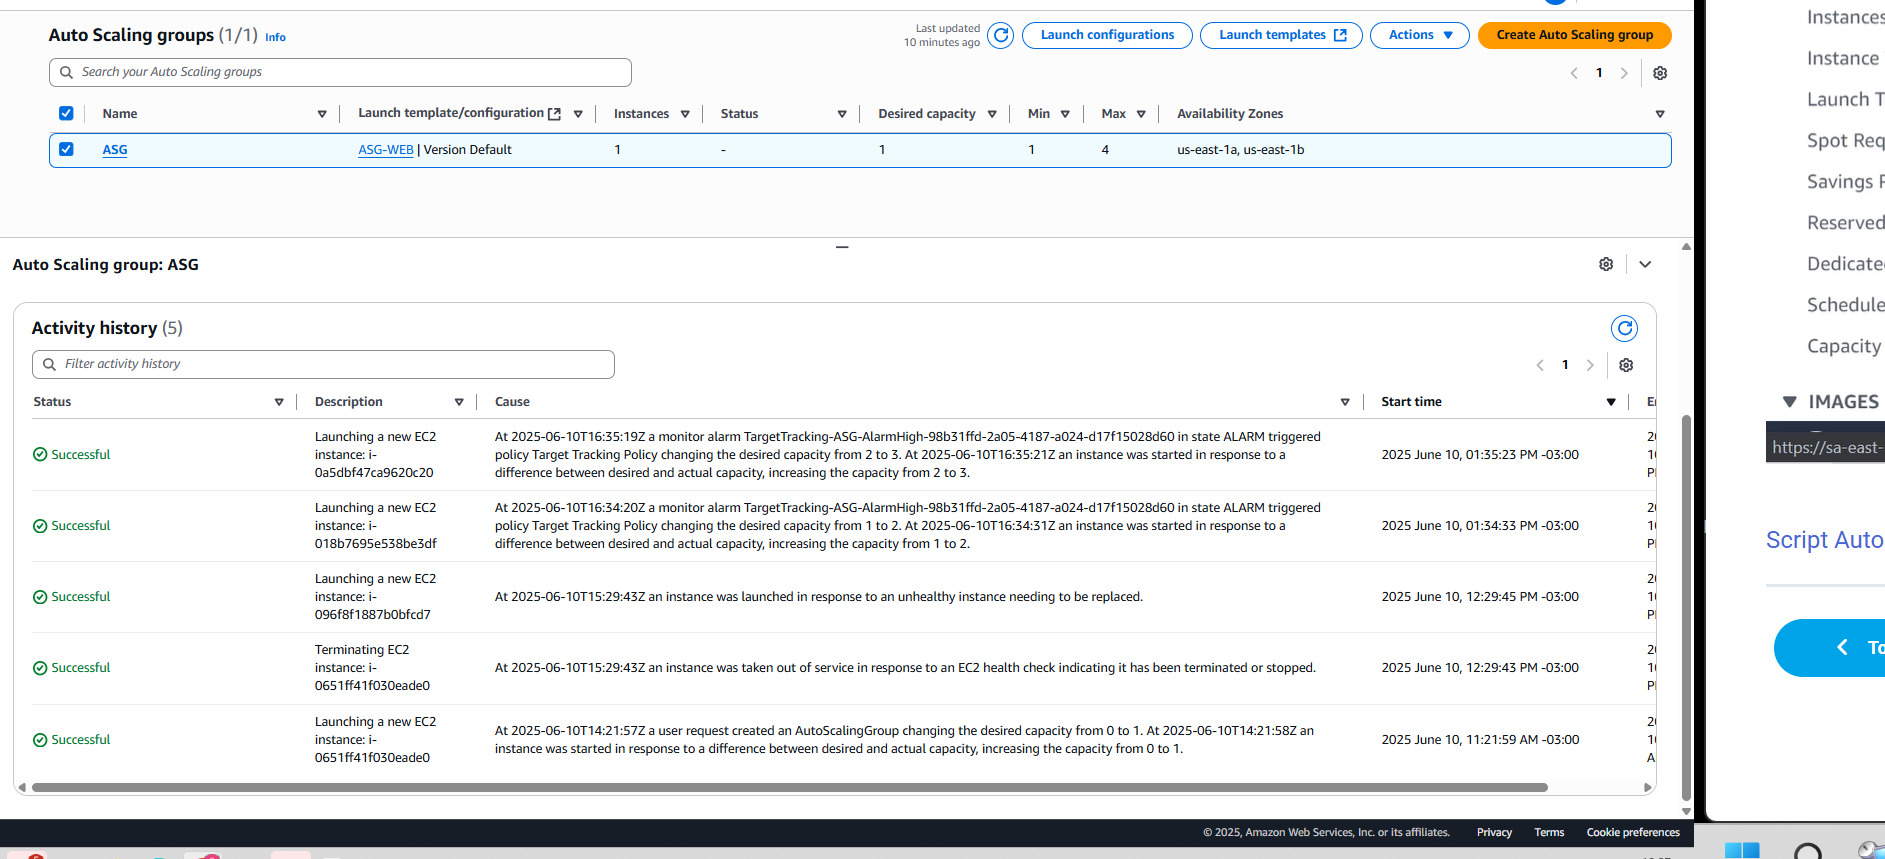 Auto Scaling groups (1/1) Info
Last updated
10 minutes ago
Launch configurations
Launch templates
Actions
Create Auto Scaling group
Search your Auto Scaling groups
1
Name Launch template/configuration Instances Status Desired capacity Min Max Availability Zones
ASG ASG-WEB | Version Default 1 - 1 1 4 us-east-1a, us-east-1b
Auto Scaling group: ASG
Activity history (5)
Filter activity history
1
Status Description Cause Start time
Successful
Launching a new EC2
instance: i-
0a5dbf47ca9620c20
At 2025-06-10T16:35:19Z a monitor alarm TargetTracking-ASG-AlarmHigh-98b31ffd-2a05-4187-a024-d17f15028d60 in state ALARM triggered
policy Target Tracking Policy changing the desired capacity from 2 to 3. At 2025-06-10T16:35:21Z an instance was started in response to a
difference between desired and actual capacity, increasing the capacity from 2 to 3.
2025 June 10, 01:35:23 PM -03:00
Successful
Launching a new EC2
instance: i-
018b7695e538be3df
At 2025-06-10T16:34:20Z a monitor alarm TargetTracking-ASG-AlarmHigh-98b31ffd-2a05-4187-a024-d17f15028d60 in state ALARM triggered
policy Target Tracking Policy changing the desired capacity from 1 to 2. At 2025-06-10T16:34:31Z an instance was started in response to a
difference between desired and actual capacity, increasing the capacity from 1 to 2.
2025 June 10, 01:34:33 PM -03:00
Successful
Launching a new EC2
instance: i-
096f8f1887b0bfcd7
At 2025-06-10T15:29:43Z an instance was launched in response to an unhealthy instance needing to be replaced.
2025 June 10, 12:29:45 PM -03:00
Successful
Terminating EC2
instance: i-
0651ff41f030eade0
At 2025-06-10T15:29:43Z an instance was taken out of service in response to an EC2 health check indicating it has been terminated or stopped.
2025 June 10, 12:29:43 PM -03:00
Successful
Launching a new EC2
instance: i-
0651ff41f030eade0
At 2025-06-10T14:21:57Z a user request created an AutoScalingGroup changing the desired capacity from 0 to 1. At 2025-06-10T14:21:58Z an
instance was started in response to a difference between desired and actual capacity, increasing the capacity from 0 to 1.
2025 June 10, 11:21:59 AM -03:00
© 2025, Amazon Web Services, Inc. or its affiliates.
Privacy
Terms
Cookie preferences
Instances
Instance
Launch T
Spot Req
Savings P
Reserved
Dedicate
Schedule
Capacity
IMAGES
https://sa-east-
Script Auto
To